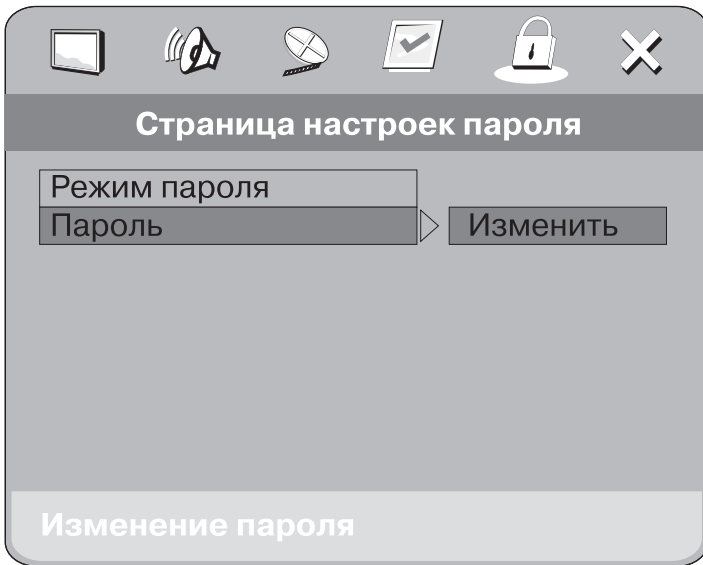 Страница настроек пароля
Режим пароля
Пароль Изменить
Изменение пароля